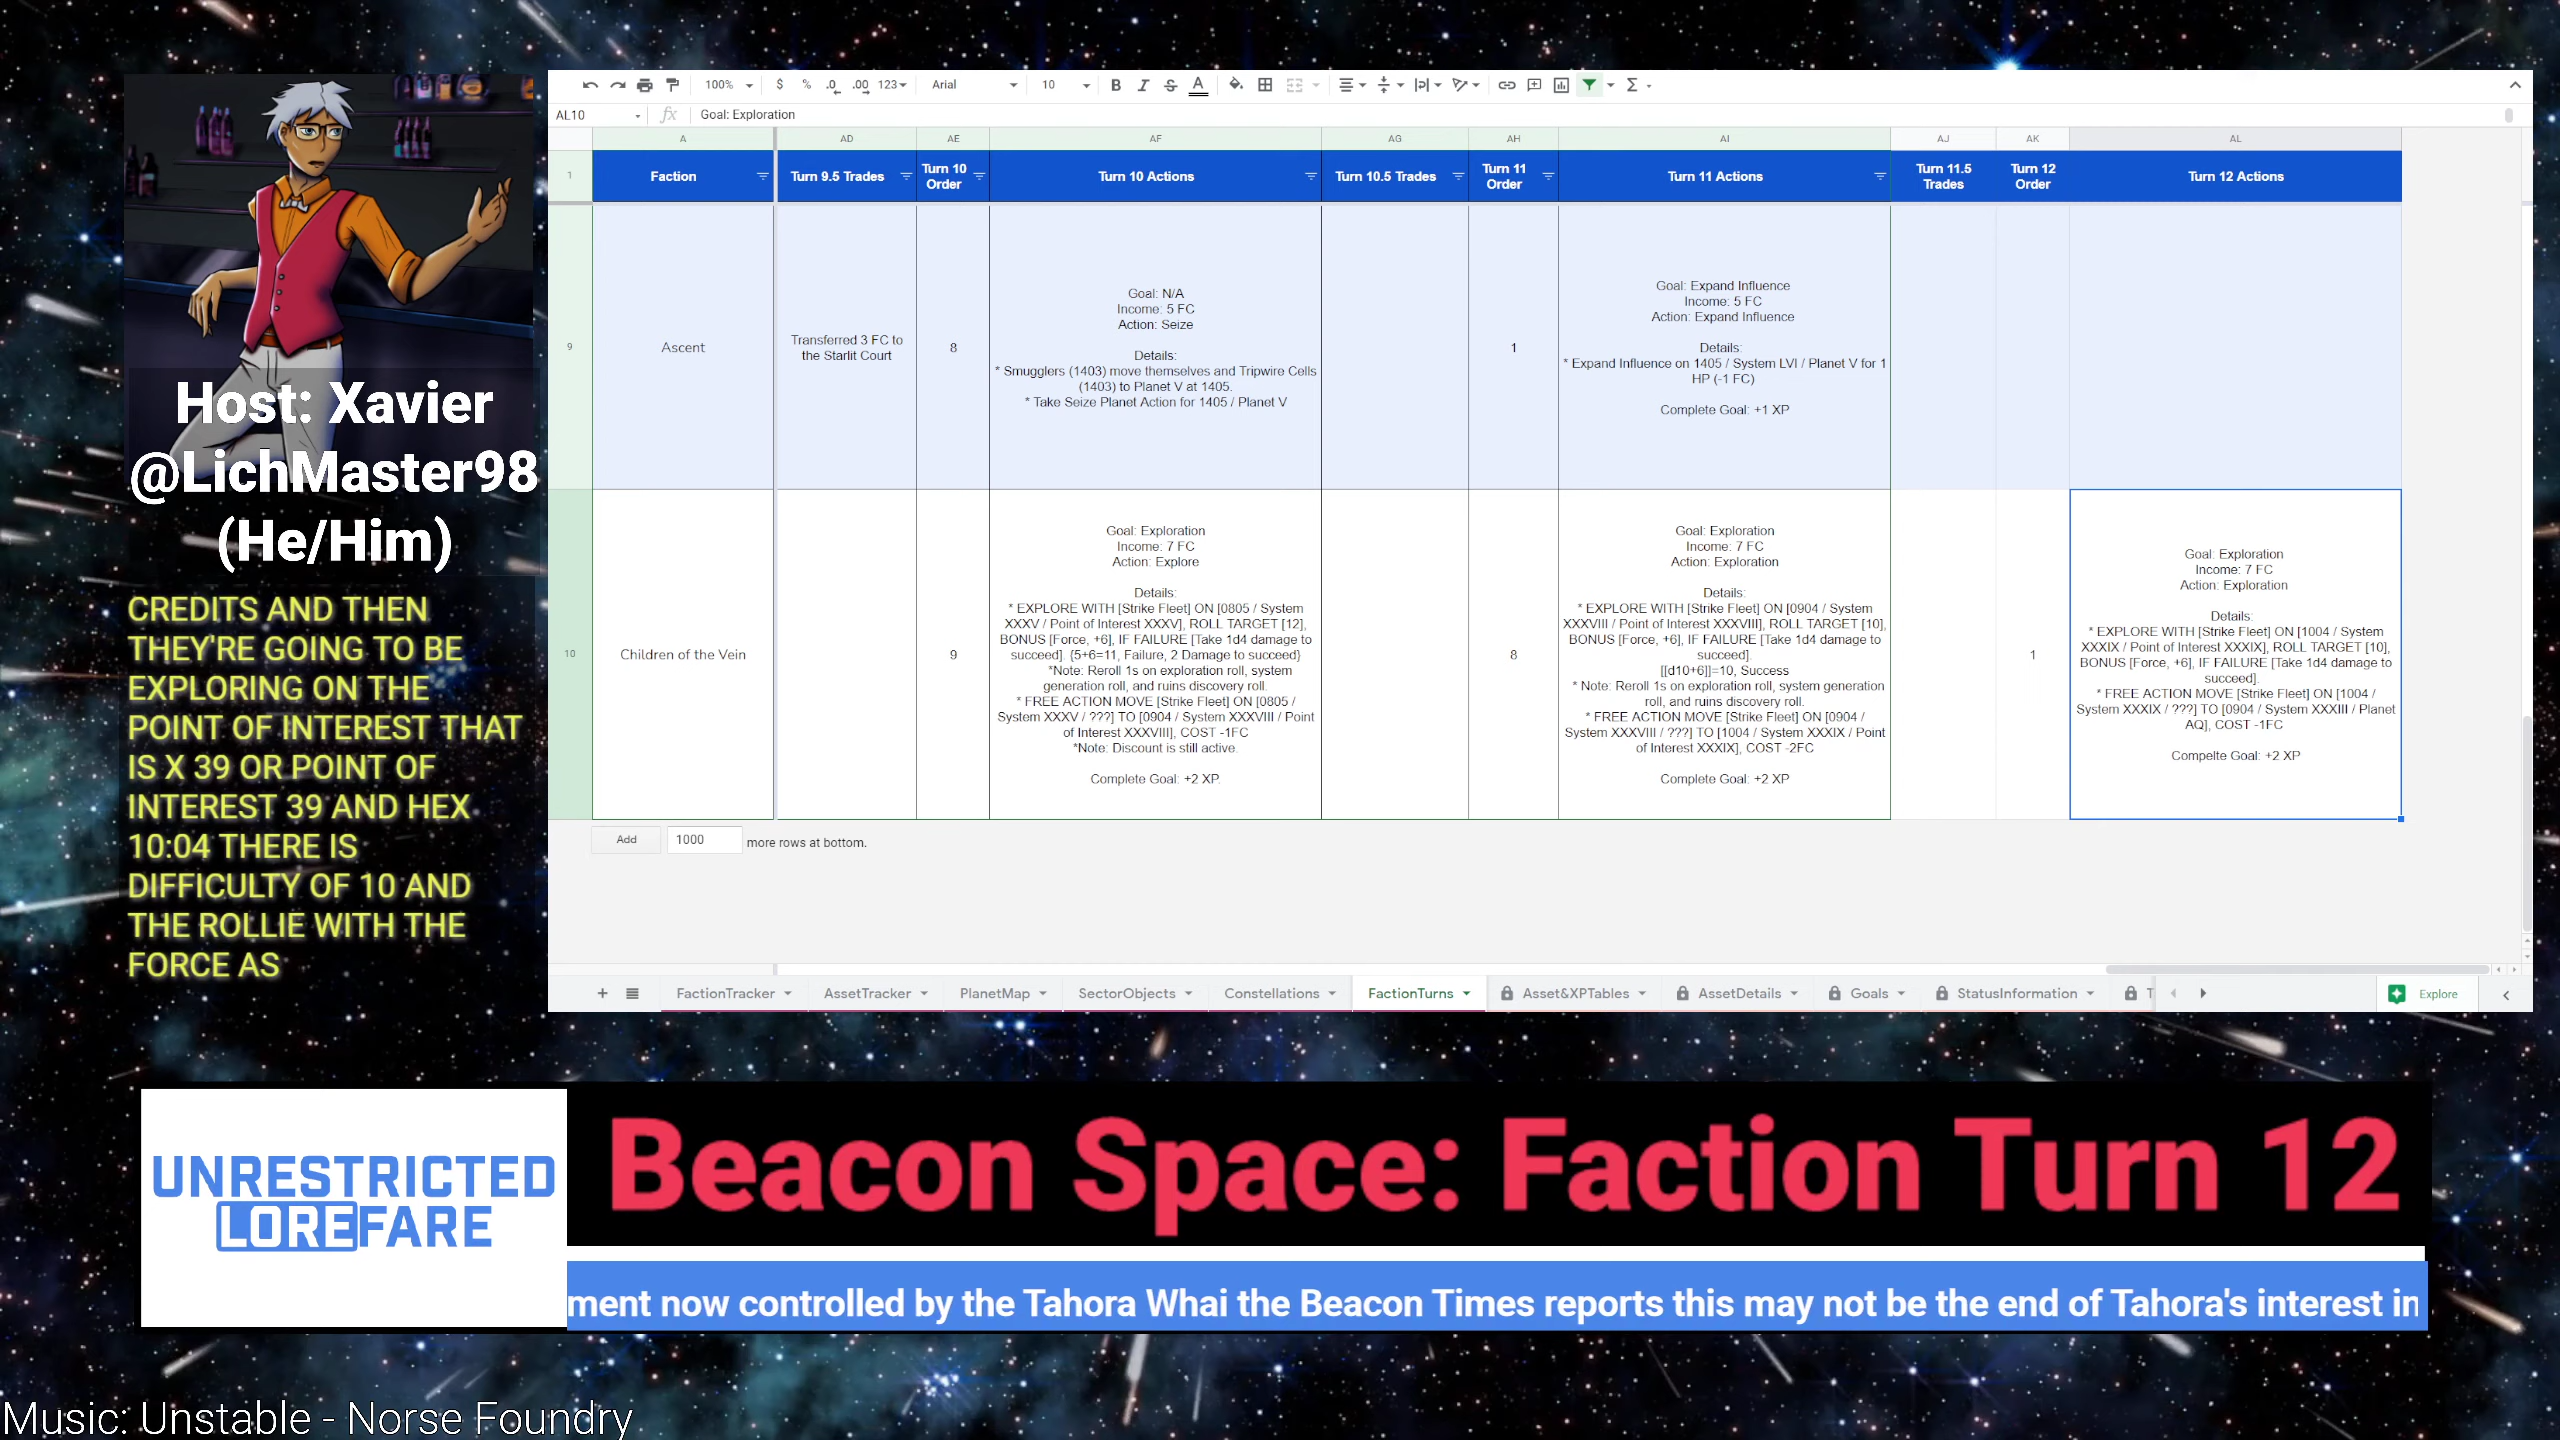 100%
$
%
.0
.00
123
Arial
10
B
I
S
A
Σ
AL10
fx
Goal: Exploration
A
AD
AE
AF
AG
AH
AI
AJ
AK
AL
1
Faction
Turn 9.5 Trades
Turn 10
Order
Turn 10 Actions
Turn 10.5 Trades
Turn 11
Order
Turn 11 Actions
Turn 11.5
Trades
Turn 12
Order
Turn 12 Actions
9
Ascent
Transferred 3 FC to
the Starlit Court
8
Goal: N/A
Income: 5 FC
Action: Seize
Details:
* Smugglers (1403) move themselves and Tripwire Cells
(1403) to Planet V at 1405.
* Take Seize Planet Action for 1405 / Planet V
1
Goal: Expand Influence
Income: 5 FC
Action: Expand Influence
Details:
* Expand Influence on 1405 / System LVI / Planet V for 1
HP (-1 FC)
Complete Goal: +1 XP
10
Children of the Vein
9
Goal: Exploration
Income: 7 FC
Action: Explore
Details:
* EXPLORE WITH [Strike Fleet] ON [0805 / System
XXXV / Point of Interest XXXV], ROLL TARGET [12],
BONUS [Force, +6], IF FAILURE [Take 1d4 damage to
succeed]. {5+6=11, Failure, 2 Damage to succeed}
*Note: Reroll 1s on exploration roll, system
generation roll, and ruins discovery roll.
* FREE ACTION MOVE [Strike Fleet] ON [0805 /
System XXXV / ???] TO [0904 / System XXXVIII / Point
of Interest XXXVIII], COST -1FC
*Note: Discount is still active.
Complete Goal: +2 XP.
8
Goal: Exploration
Income: 7 FC
Action: Exploration
Details:
* EXPLORE WITH [Strike Fleet] ON [0904 / System
XXXVIII / Point of Interest XXXVIII], ROLL TARGET [10],
BONUS [Force, +6], IF FAILURE [Take 1d4 damage to
succeed].
[[d10+6]]=10, Success
* Note: Reroll 1s on exploration roll, system generation
roll, and ruins discovery roll.
* FREE ACTION MOVE [Strike Fleet] ON [0904 /
System XXXVIII / ???] TO [1004 / System XXXIX / Point
of Interest XXXIX], COST -2FC
Complete Goal: +2 XP
1
Goal: Exploration
Income: 7 FC
Action: Exploration
Details:
* EXPLORE WITH [Strike Fleet] ON [1004 / System
XXXIX / Point of Interest XXXIX], ROLL TARGET [10],
BONUS [Force, +6], IF FAILURE [Take 1d4 damage to
succeed].
* FREE ACTION MOVE [Strike Fleet] ON [1004 /
System XXXIX / ???] TO [0904 / System XXXIII / Planet
AQ], COST -1FC
Compelte Goal: +2 XP
Add
1000
more rows at bottom.
+
FactionTracker
AssetTracker
PlanetMap
SectorObjects
Constellations
FactionTurns
Asset&XPTables
AssetDetails
Goals
StatusInformation
T
Explore
Host: Xavier
@LichMaster98
(He/Him)
CREDITS AND THEN
THEY'RE GOING TO BE
EXPLORING ON THE
POINT OF INTEREST THAT
IS X 39 OR POINT OF
INTEREST 39 AND HEX
10:04 THERE IS
DIFFICULTY OF 10 AND
THE ROLLIE WITH THE
FORCE AS
UNRESTRICTED
LOREFARE
Beacon Space: Faction Turn 12
ment now controlled by the Tahora Whai the Beacon Times reports this may not be the end of Tahora's interest in
Music: Unstable - Norse Foundry